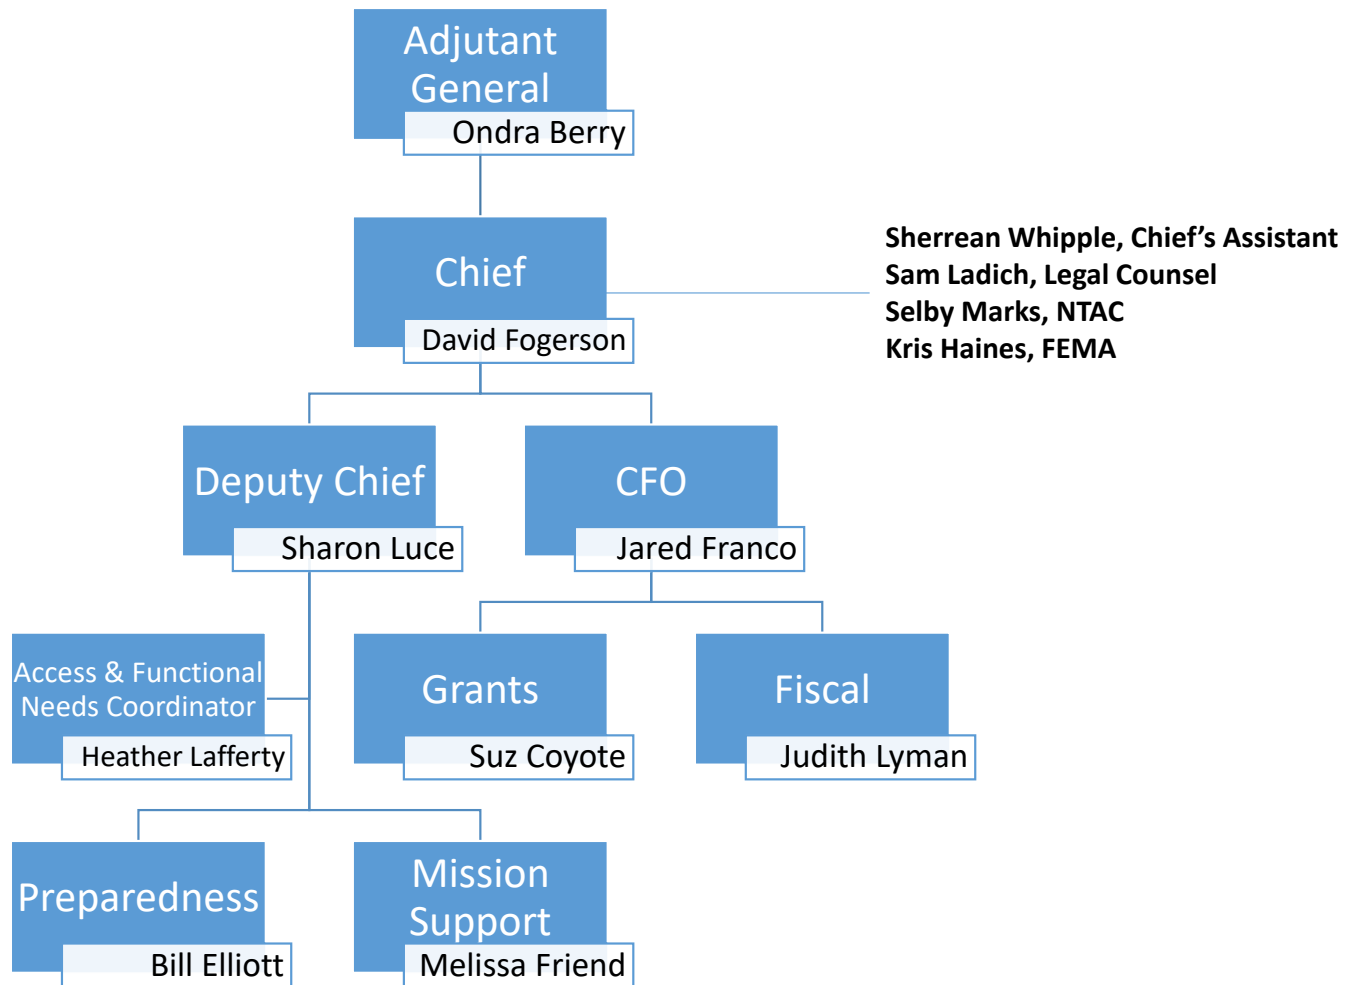 Adjutant
General
Ondra Berry
Chief
David Fogerson
Sherrean Whipple, Chief's Assistant
Sam Ladich, Legal Counsel
Selby Marks, NTAC
Kris Haines, FEMA
Deputy Chief
Sharon Luce
CFO
Jared Franco
Access & Functional
Needs Coordinator
Heather Lafferty
Grants
Suz Coyote
Fiscal
Judith Lyman
Preparedness
Bill Elliott
Mission
Support
Melissa Friend